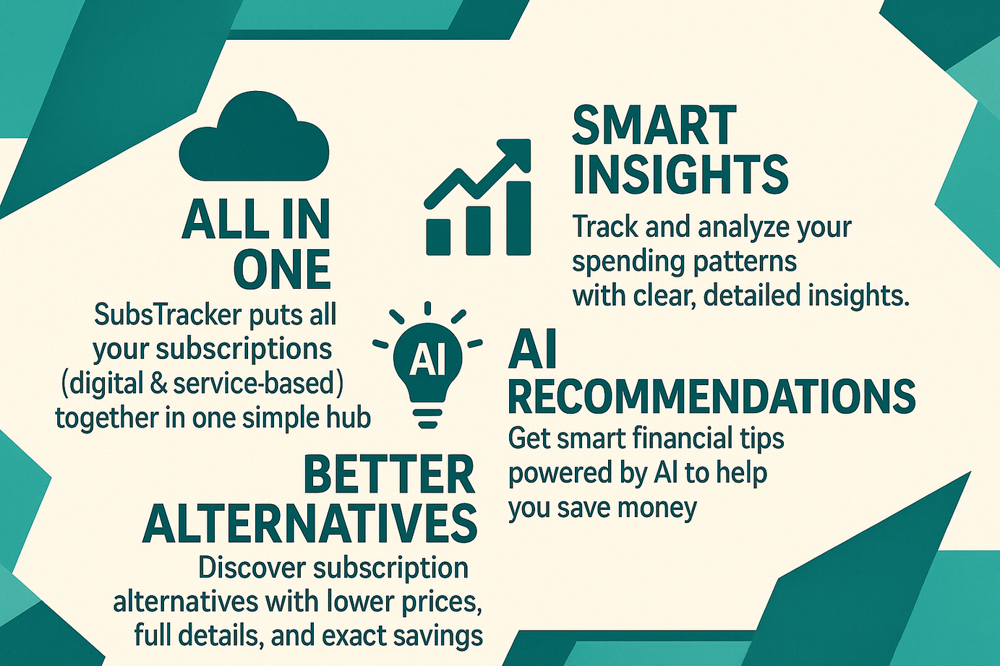 ALL IN
ONE
SubsTracker puts all
your subscriptions
(digital & service-based)
together in one simple hub
SMART
INSIGHTS
Track and analyze your
spending patterns
with clear, detailed insights.
AI
AI
RECOMMENDATIONS
Get smart financial tips
powered by AI to help
you save money
BETTER
ALTERNATIVES
Discover subscription
alternatives with lower prices,
full details, and exact savings